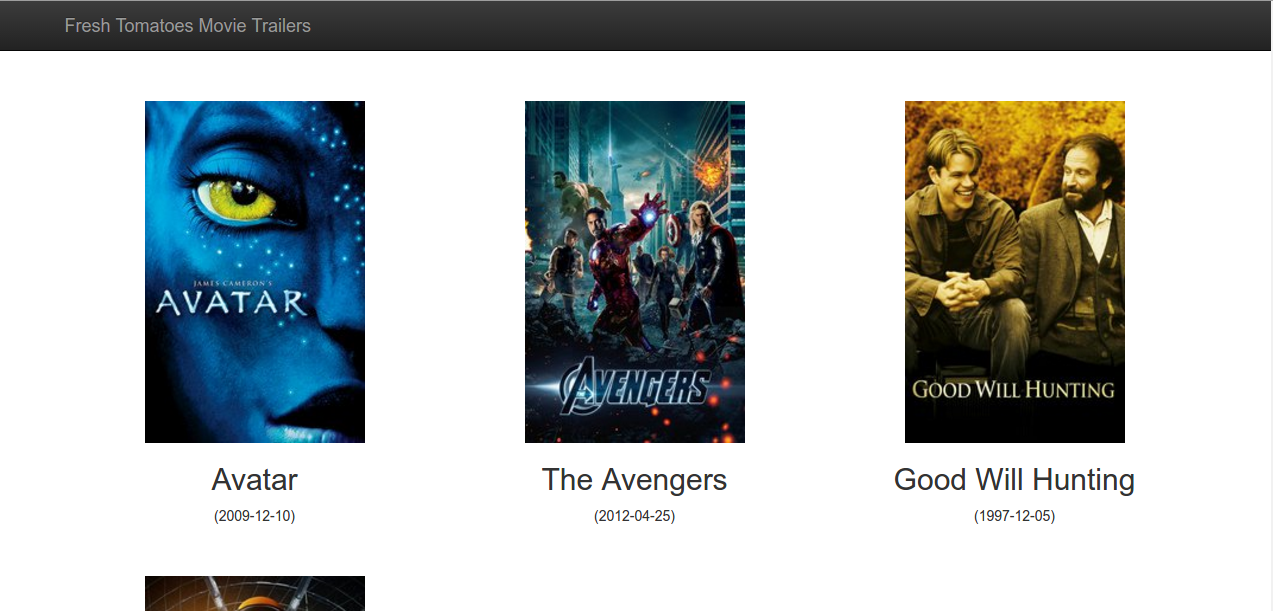 Fresh Tomatoes Movie Trailers
JAMES CAMERON'S
AVATAR
AVENGERS
GOOD WILL HUNTING
Avatar
The Avengers
Good Will Hunting
(2009-12-10)
(2012-04-25)
(1997-12-05)